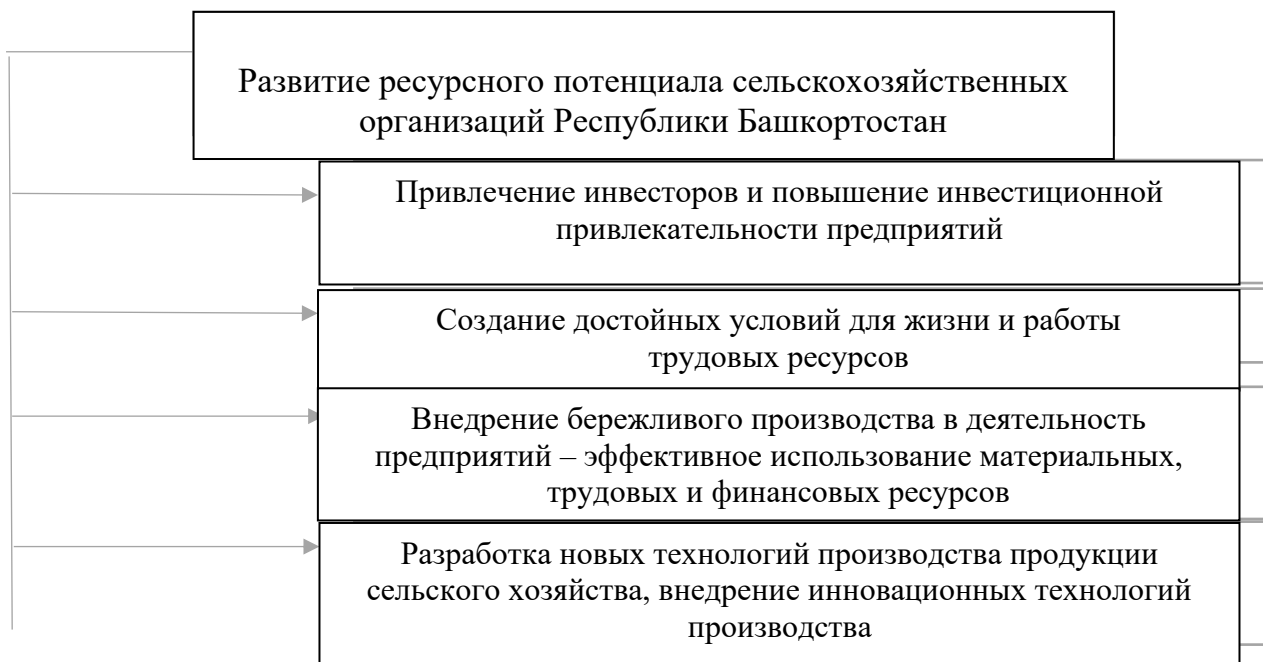 Развитие ресурсного потенциала сельскохозяйственных
организаций Республики Башкортостан
Привлечение инвесторов и повышение инвестиционной
привлекательности предприятий
Создание достойных условий для жизни и работы
трудовых ресурсов
Внедрение бережливого производства в деятельность
предприятий – эффективное использование материальных,
трудовых и финансовых ресурсов
Разработка новых технологий производства продукции
сельского хозяйства, внедрение инновационных технологий
производства